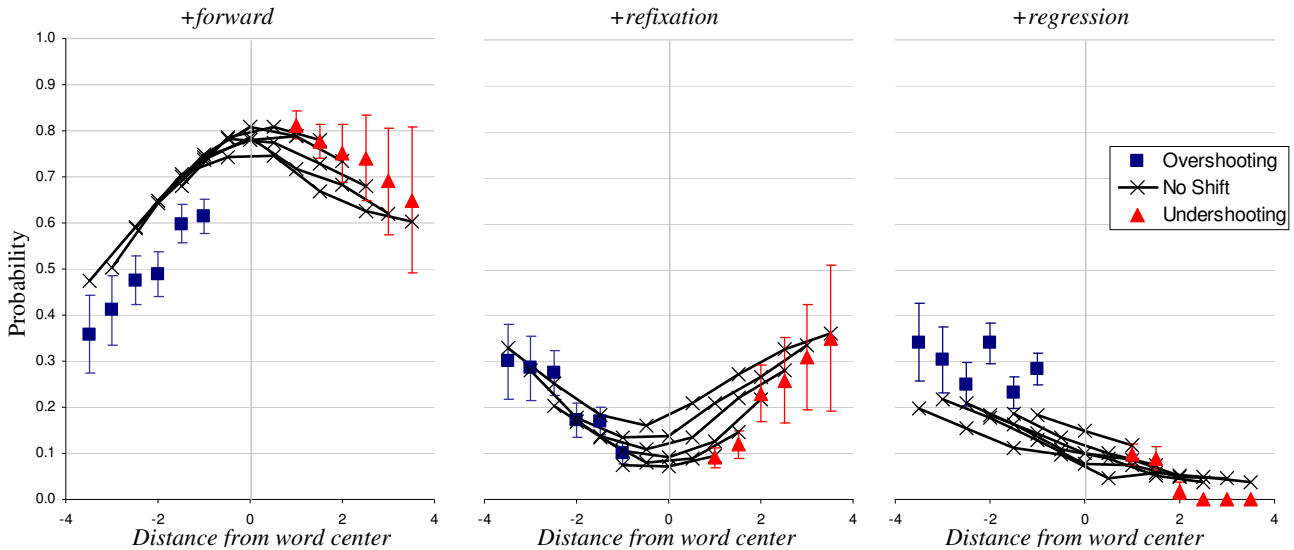 +forward
+refixation
+regression
Probability
1.0
0.9
0.8
0.7
0.6
0.5
0.4
0.3
0.2
0.1
0.0
-4 -2 0 2 4
-4 -2 0 2 4
-4 -2 0 2 4
Distance from word center
Distance from word center
Distance from word center
Overshooting
No Shift
Undershooting